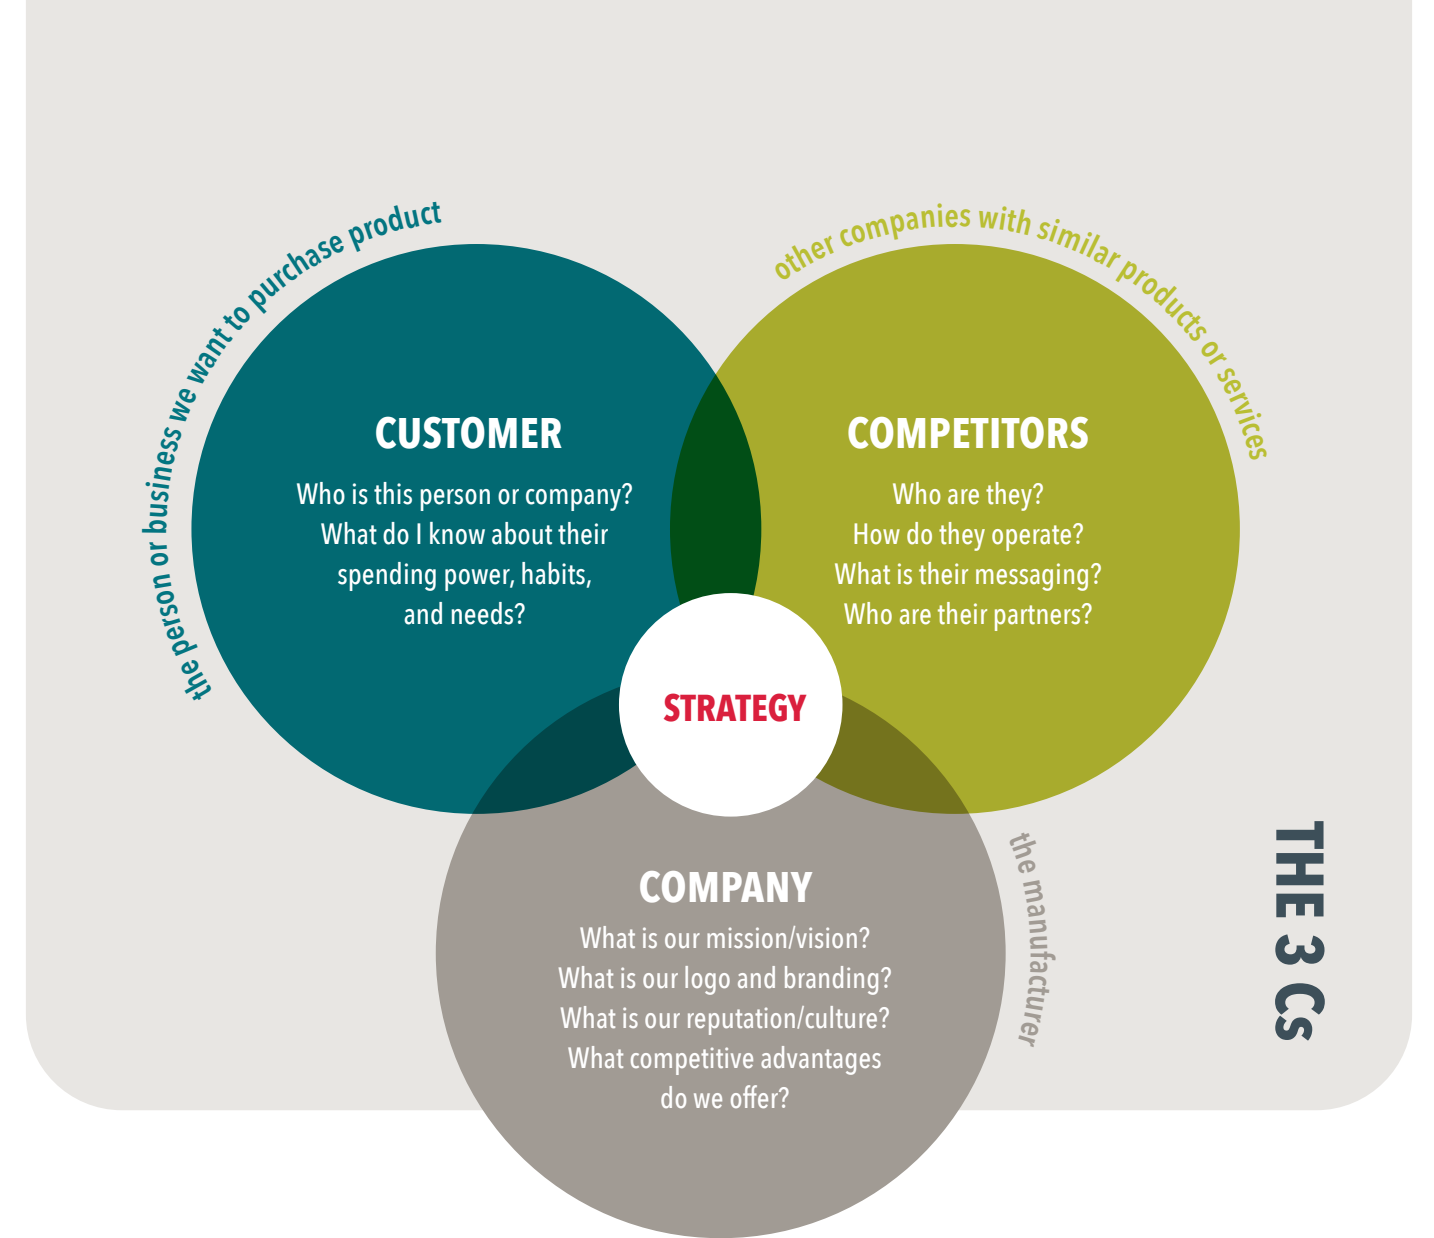 the person or business we want to purchase product
other companies with similar products or services
CUSTOMER
Who is this person or company?
What do I know about their
spending power, habits,
and needs?
COMPETITORS
Who are they?
How do they operate?
What is their messaging?
Who are their partners?
STRATEGY
COMPANY
What is our mission/vision?
What is our logo and branding?
What is our reputation/culture?
What competitive advantages
do we offer?
the manufacturer
THE 3 Cs